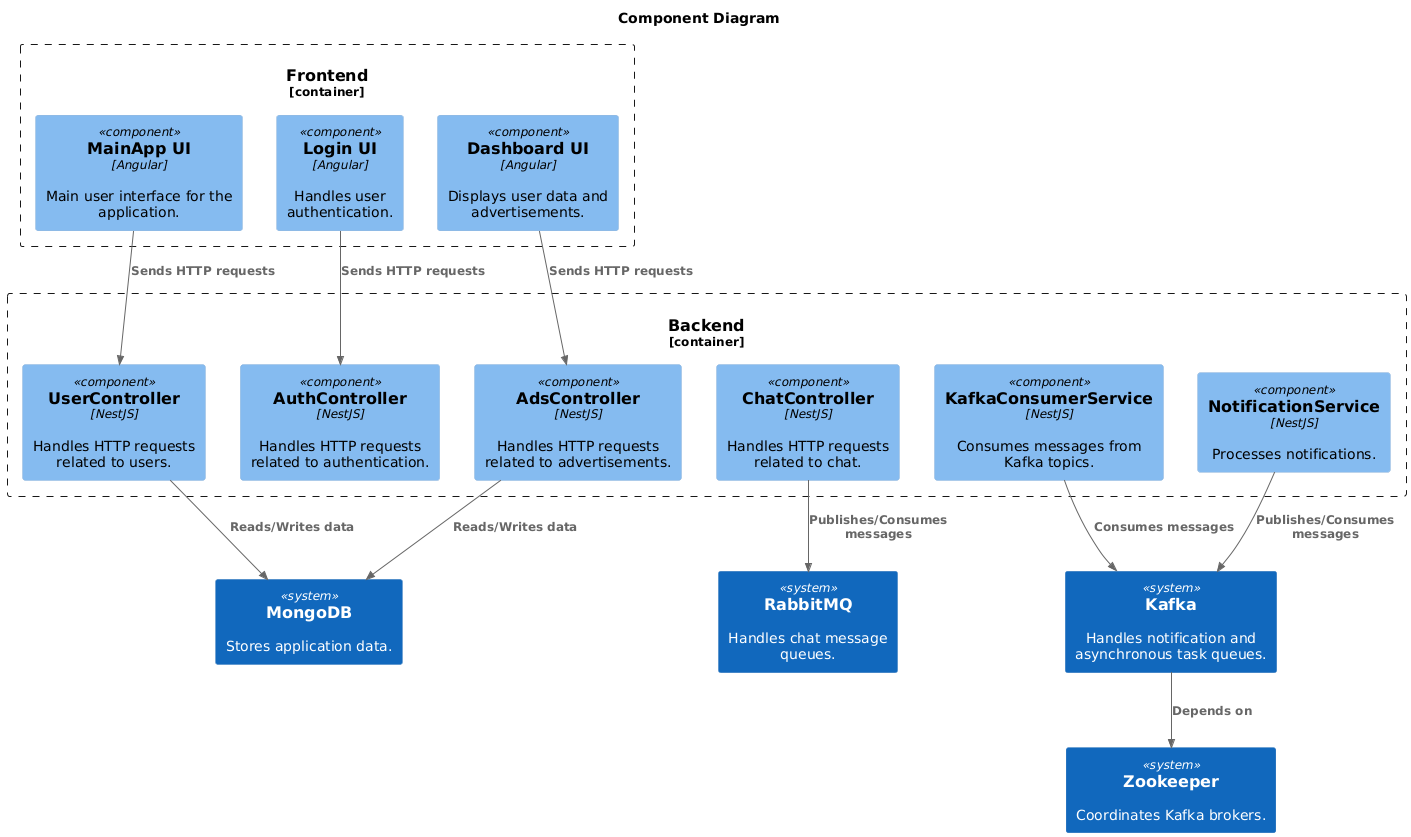 Component Diagram
Frontend
[container]
«component»
MainApp UI
[Angular]
Main user interface for the
application.
«component»
Login UI
[Angular]
Handles user
authentication.
«component»
Dashboard UI
[Angular]
Displays user data and
advertisements.
Sends HTTP requests
Sends HTTP requests
Sends HTTP requests
Backend
[container]
«component»
UserController
[NestJS]
Handles HTTP requests
related to users.
«component»
AuthController
[NestJS]
Handles HTTP requests
related to authentication.
«component»
AdsController
[NestJS]
Handles HTTP requests
related to advertisements.
«component»
ChatController
[NestJS]
Handles HTTP requests
related to chat.
«component»
KafkaConsumerService
[NestJS]
Consumes messages from
Kafka topics.
«component»
NotificationService
[NestJS]
Processes notifications.
Reads/Writes data
Reads/Writes data
Publishes/Consumes
messages
Consumes messages
Publishes/Consumes
messages
«system»
MongoDB
Stores application data.
«system»
RabbitMQ
Handles chat message
queues.
«system»
Kafka
Handles notification and
asynchronous task queues.
Depends on
«system»
Zookeeper
Coordinates Kafka brokers.